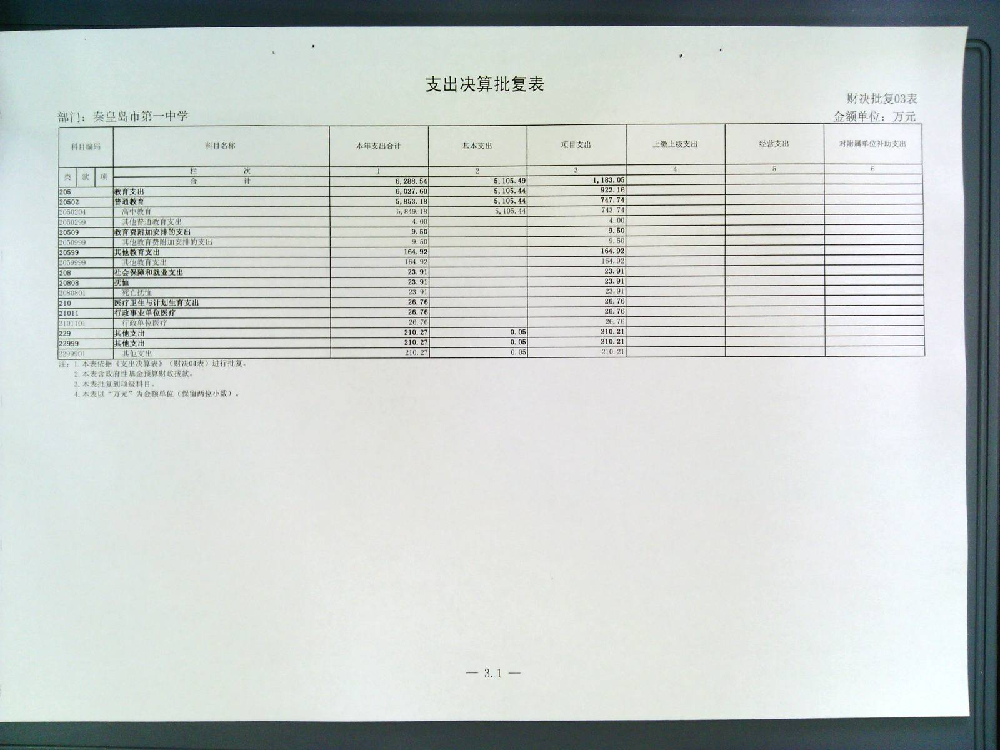 支出决算批复表
财决批复03表
部门：秦皇岛市第一中学 金额单位：万元
科目编码 科目名称 本年支出合计 基本支出 项目支出 上缴上级支出 经营支出 对附属单位补助支出
类 款 项 栏 次 1 2 3 4 5 6
合 计 6,288.54 5,105.49 1,183.05
205 教育支出 6,027.60 5,105.44 922.16
20502 普通教育 5,853.18 5,105.44 747.74
2050204 高中教育 5,849.18 5,105.44 743.74
2050299 其他普通教育支出 4.00 4.00
20509 教育费附加安排的支出 9.50 9.50
2050999 其他教育费附加安排的支出 9.50 9.50
20599 其他教育支出 164.92 164.92
2059999 其他教育支出 164.92 164.92
208 社会保障和就业支出 23.91 23.91
20808 抚恤 23.91 23.91
2080801 死亡抚恤 23.91 23.91
210 医疗卫生与计划生育支出 26.76 26.76
21011 行政事业单位医疗 26.76 26.76
2101101 行政单位医疗 26.76 26.76
229 其他支出 210.27 0.05 210.21
22999 其他支出 210.27 0.05 210.21
2299901 其他支出 210.27 0.05 210.21
注：1.本表依据《支出决算表》（财决04表）进行批复。
2.本表含政府性基金预算财政拨款。
3.本表批复到项级科目。
4.本表以“万元”为金额单位（保留两位小数）。
— 3.1 —